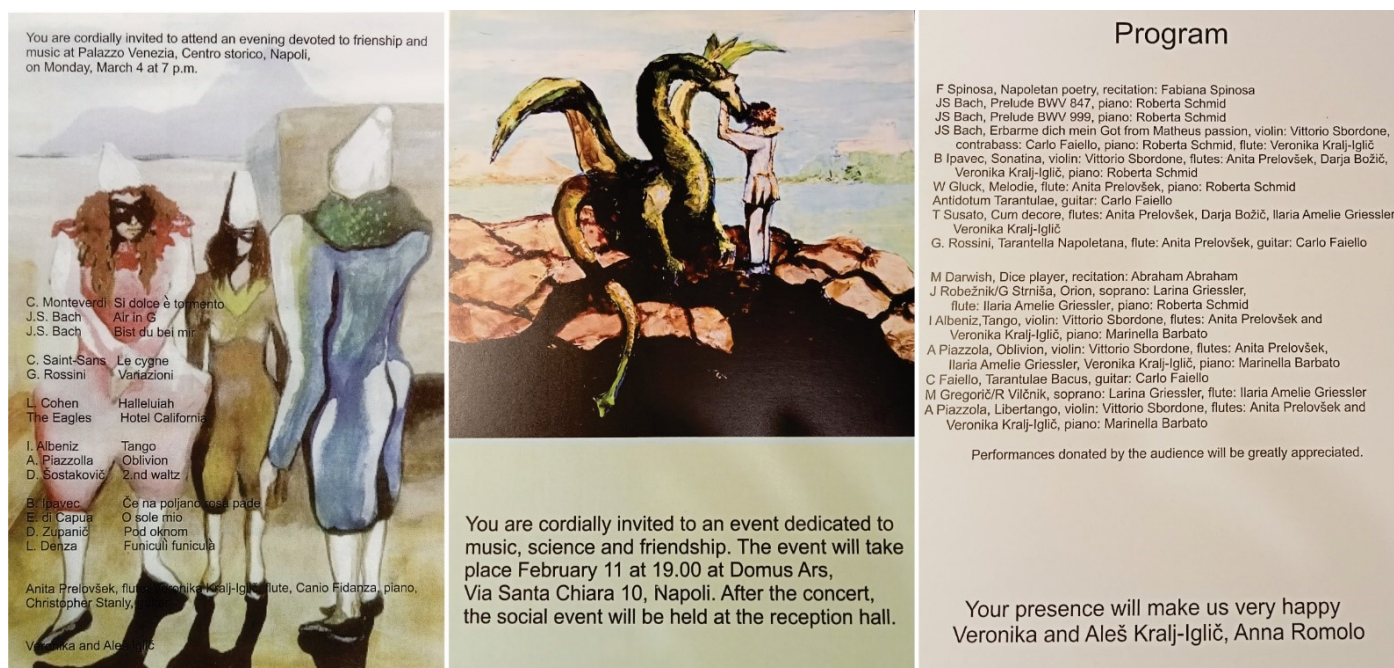 You are cordially invited to attend an evening devoted to frienship and
music at Palazzo Venezia, Centro storico, Napoli,
on Monday, March 4 at 7 p.m.
C. Monteverdi Si dolce è tormento
J.S. Bach Air in G
J.S. Bach Bist du bei mir
C. Saint-Sans Le cygne
G. Rossini Variazioni
L. Cohen Halleluiah
The Eagles Hotel California
I. Albeniz Tango
A. Piazzolla Oblivion
D. Šostakovič 2.nd waltz
B. Ipavec Če na poljano rosa pade
E. di Capua O sole mio
D. Zupanič Pod oknom
L. Denza Funiculì funiculà
Anita Prelovšek, flute, Veronika Kralj-Iglič, flute, Canio Fidanza, piano,
Christopher Stanly,
Veronika and Aleš Iglič
You are cordially invited to an event dedicated to
music, science and friendship. The event will take
place February 11 at 19.00 at Domus Ars,
Via Santa Chiara 10, Napoli. After the concert,
the social event will be held at the reception hall.
Program
F Spinosa, Napoletan poetry, recitation: Fabiana Spinosa
JS Bach, Prelude BWV 847, piano: Roberta Schmid
JS Bach, Prelude BWV 999, piano: Roberta Schmid
JS Bach, Erbarme dich mein Got from Matheus passion, violin: Vittorio Sbordone,
contrabass: Carlo Faiello, piano: Roberta Schmid, flute: Veronika Kralj-Iglič
B Ipavec, Sonatina, violin: Vittorio Sbordone, flutes: Anita Prelovšek, Darja Božič,
Veronika Kralj-Iglič, piano: Roberta Schmid
W Gluck, Melodie, flute: Anita Prelovšek, piano: Roberta Schmid
Antidotum Tarantulae, guitar: Carlo Faiello
T Susato, Cum decore, flutes: Anita Prelovšek, Darja Božič, Ilaria Amelie Griessler
Veronika Kralj-Iglič
G. Rossini, Tarantella Napoletana, flute: Anita Prelovšek, guitar: Carlo Faiello
M Darwish, Dice player, recitation: Abraham Abraham
J Robežnik/G Strniša, Orion, soprano: Larina Griessler,
flute: Ilaria Amelie Griessler, piano: Roberta Schmid
I Albeniz,Tango, violin: Vittorio Sbordone, flutes: Anita Prelovšek and
Veronika Kralj-Iglič, piano: Marinella Barbato
A Piazzola, Oblivion, violin: Vittorio Sbordone, flutes: Anita Prelovšek,
Ilaria Amelie Griessler, Veronika Kralj-Iglič, piano: Marinella Barbato
C Faiello, Tarantulae Bacus, guitar: Carlo Faiello
M Gregorič/R Vilčnik, soprano: Larina Griessler, flute: Ilaria Amelie Griessler
A Piazzola, Libertango, violin: Vittorio Sbordone, flutes: Anita Prelovšek and
Veronika Kralj-Iglič, piano: Marinella Barbato
Performances donated by the audience will be greatly appreciated.
Your presence will make us very happy
Veronika and Aleš Kralj-Iglič, Anna Romolo